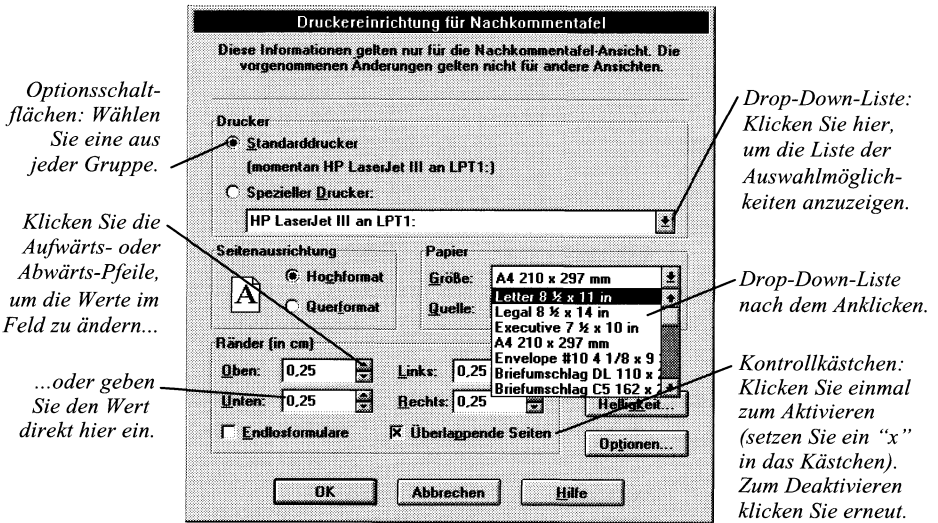 Druckereinrichtung für Nachkommentafel
Diese Informationen gelten nur für die Nachkommentafel-Ansicht. Die
vorgenommenen Änderungen gelten nicht für andere Ansichten.
Optionsschalt-
flächen: Wählen
Sie eine aus
jeder Gruppe.
Drucker
Standarddrucker
(momentan HP LaserJet III an LPT1:)
Spezieller Drucker:
HP LaserJet III an LPT1:
Drop-Down-Liste:
Klicken Sie hier,
um die Liste der
Auswahlmöglich-
keiten anzuzeigen.
Klicken Sie die
Aufwärts- oder
Abwärts-Pfeile,
um die Werte im
Feld zu ändern...
Seitenausrichtung
A
Hochformat
Querformat
Papier
Größe:
A4 210 x 297 mm
Quelle:
Letter 8 ½ x 11 in
Legal 8 ½ x 14 in
Executive 7 ½ x 10 in
A4 210 x 297 mm
Envelope #10 4 1/8 x 9
Briefumschlag DL 110 x
Briefumschlag C5 162 x
Drop-Down-Liste
nach dem Anklicken.
Ränder (in cm)
Oben: 0,25
Links: 0,25
Unten: 0,25
Rechts: 0,25
Helligkeit...
...oder geben
Sie den Wert
direkt hier ein.
Endlosformulare
x Überlappende Seiten
Optionen...
Kontrollkästchen:
Klicken Sie einmal
zum Aktivieren
(setzen Sie ein “x”
in das Kästchen).
Zum Deaktivieren
klicken Sie erneut.
OK
Abbrechen
Hilfe